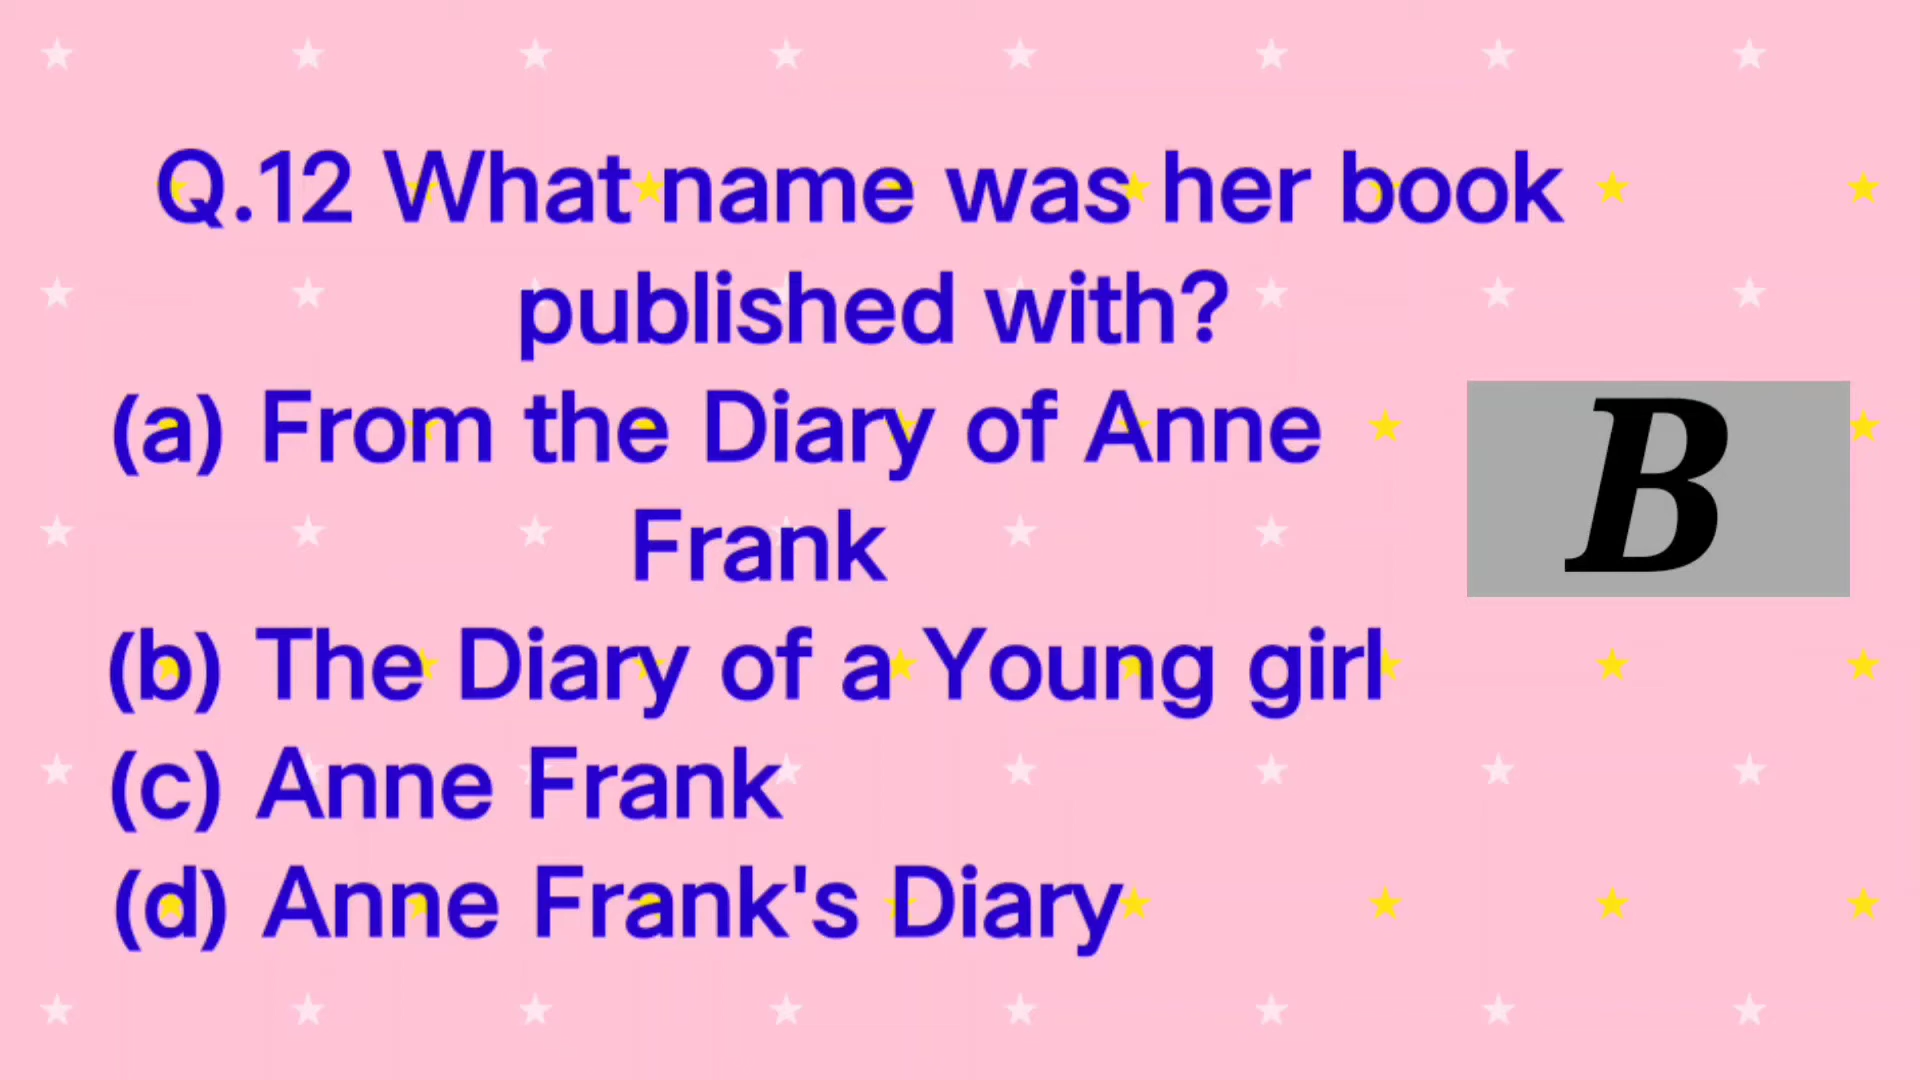 Q.12 What name was her book
published with?
(a) From the Diary of Anne
Frank
B
(b) The Diary of a Young girl
(c) Anne Frank
(d) Anne Frank's Diary